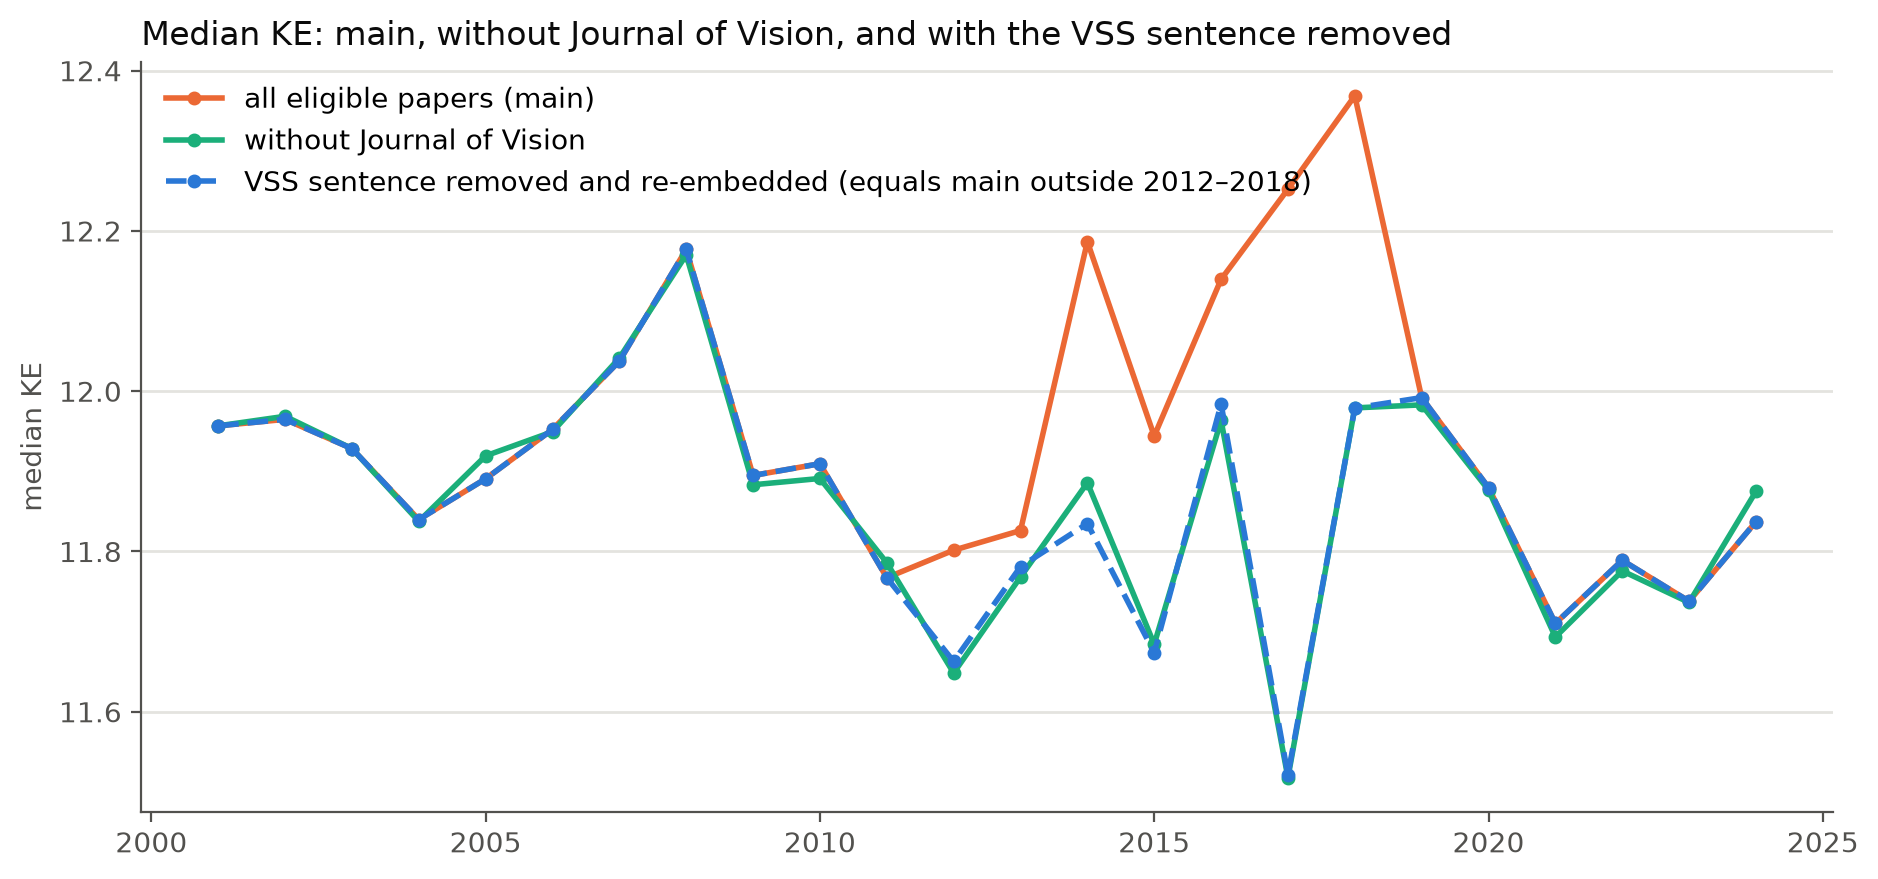 Median KE: main, without Journal of Vision, and with the VSS sentence removed
12.4
all eligible papers (main)
without Journal of Vision
VSS sentence removed and re-embedded (equals main outside 2012–2018)
12.2
12.0
median KE
11.8
11.6
2000 2005 2010 2015 2020 2025